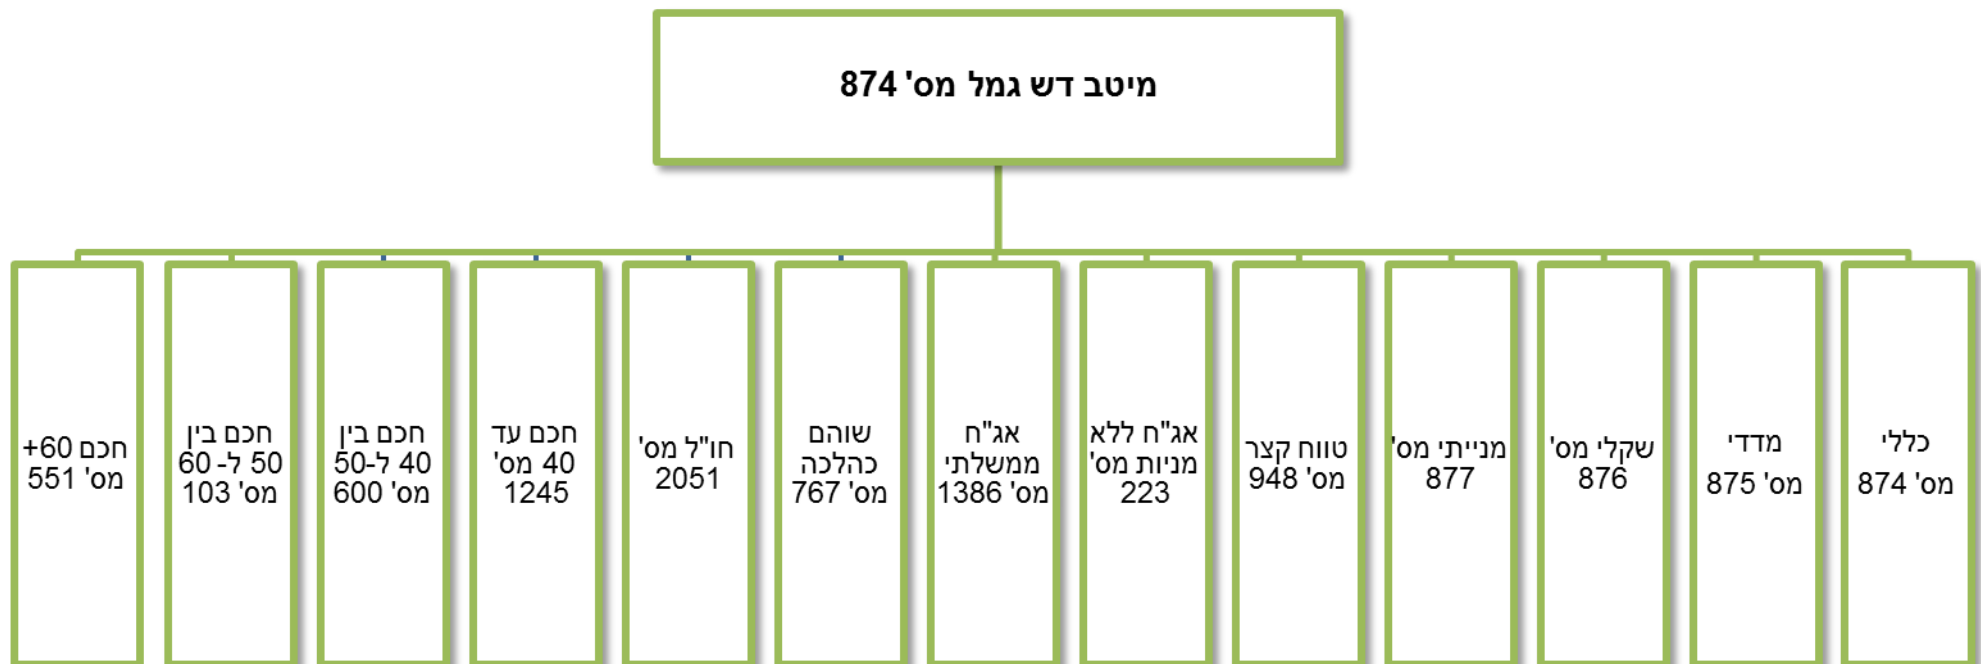 מיטב דש גמל מס' 874
כללי
מס' 874
מדדי
מס' 875
שקלי מס'
876
מנייתי מס'
877
טווח קצר
מס' 948
אג"ח ללא
מניות מס'
223
אג"ח
ממשלתי
מס' 1386
שוהם
כהלכה
מס' 767
חו"ל מס'
2051
חכם עד
40 מס'
1245
חכם בין
40 ל-50
מס' 600
חכם בין
50 ל- 60
מס' 103
חכם 60+
מס' 551